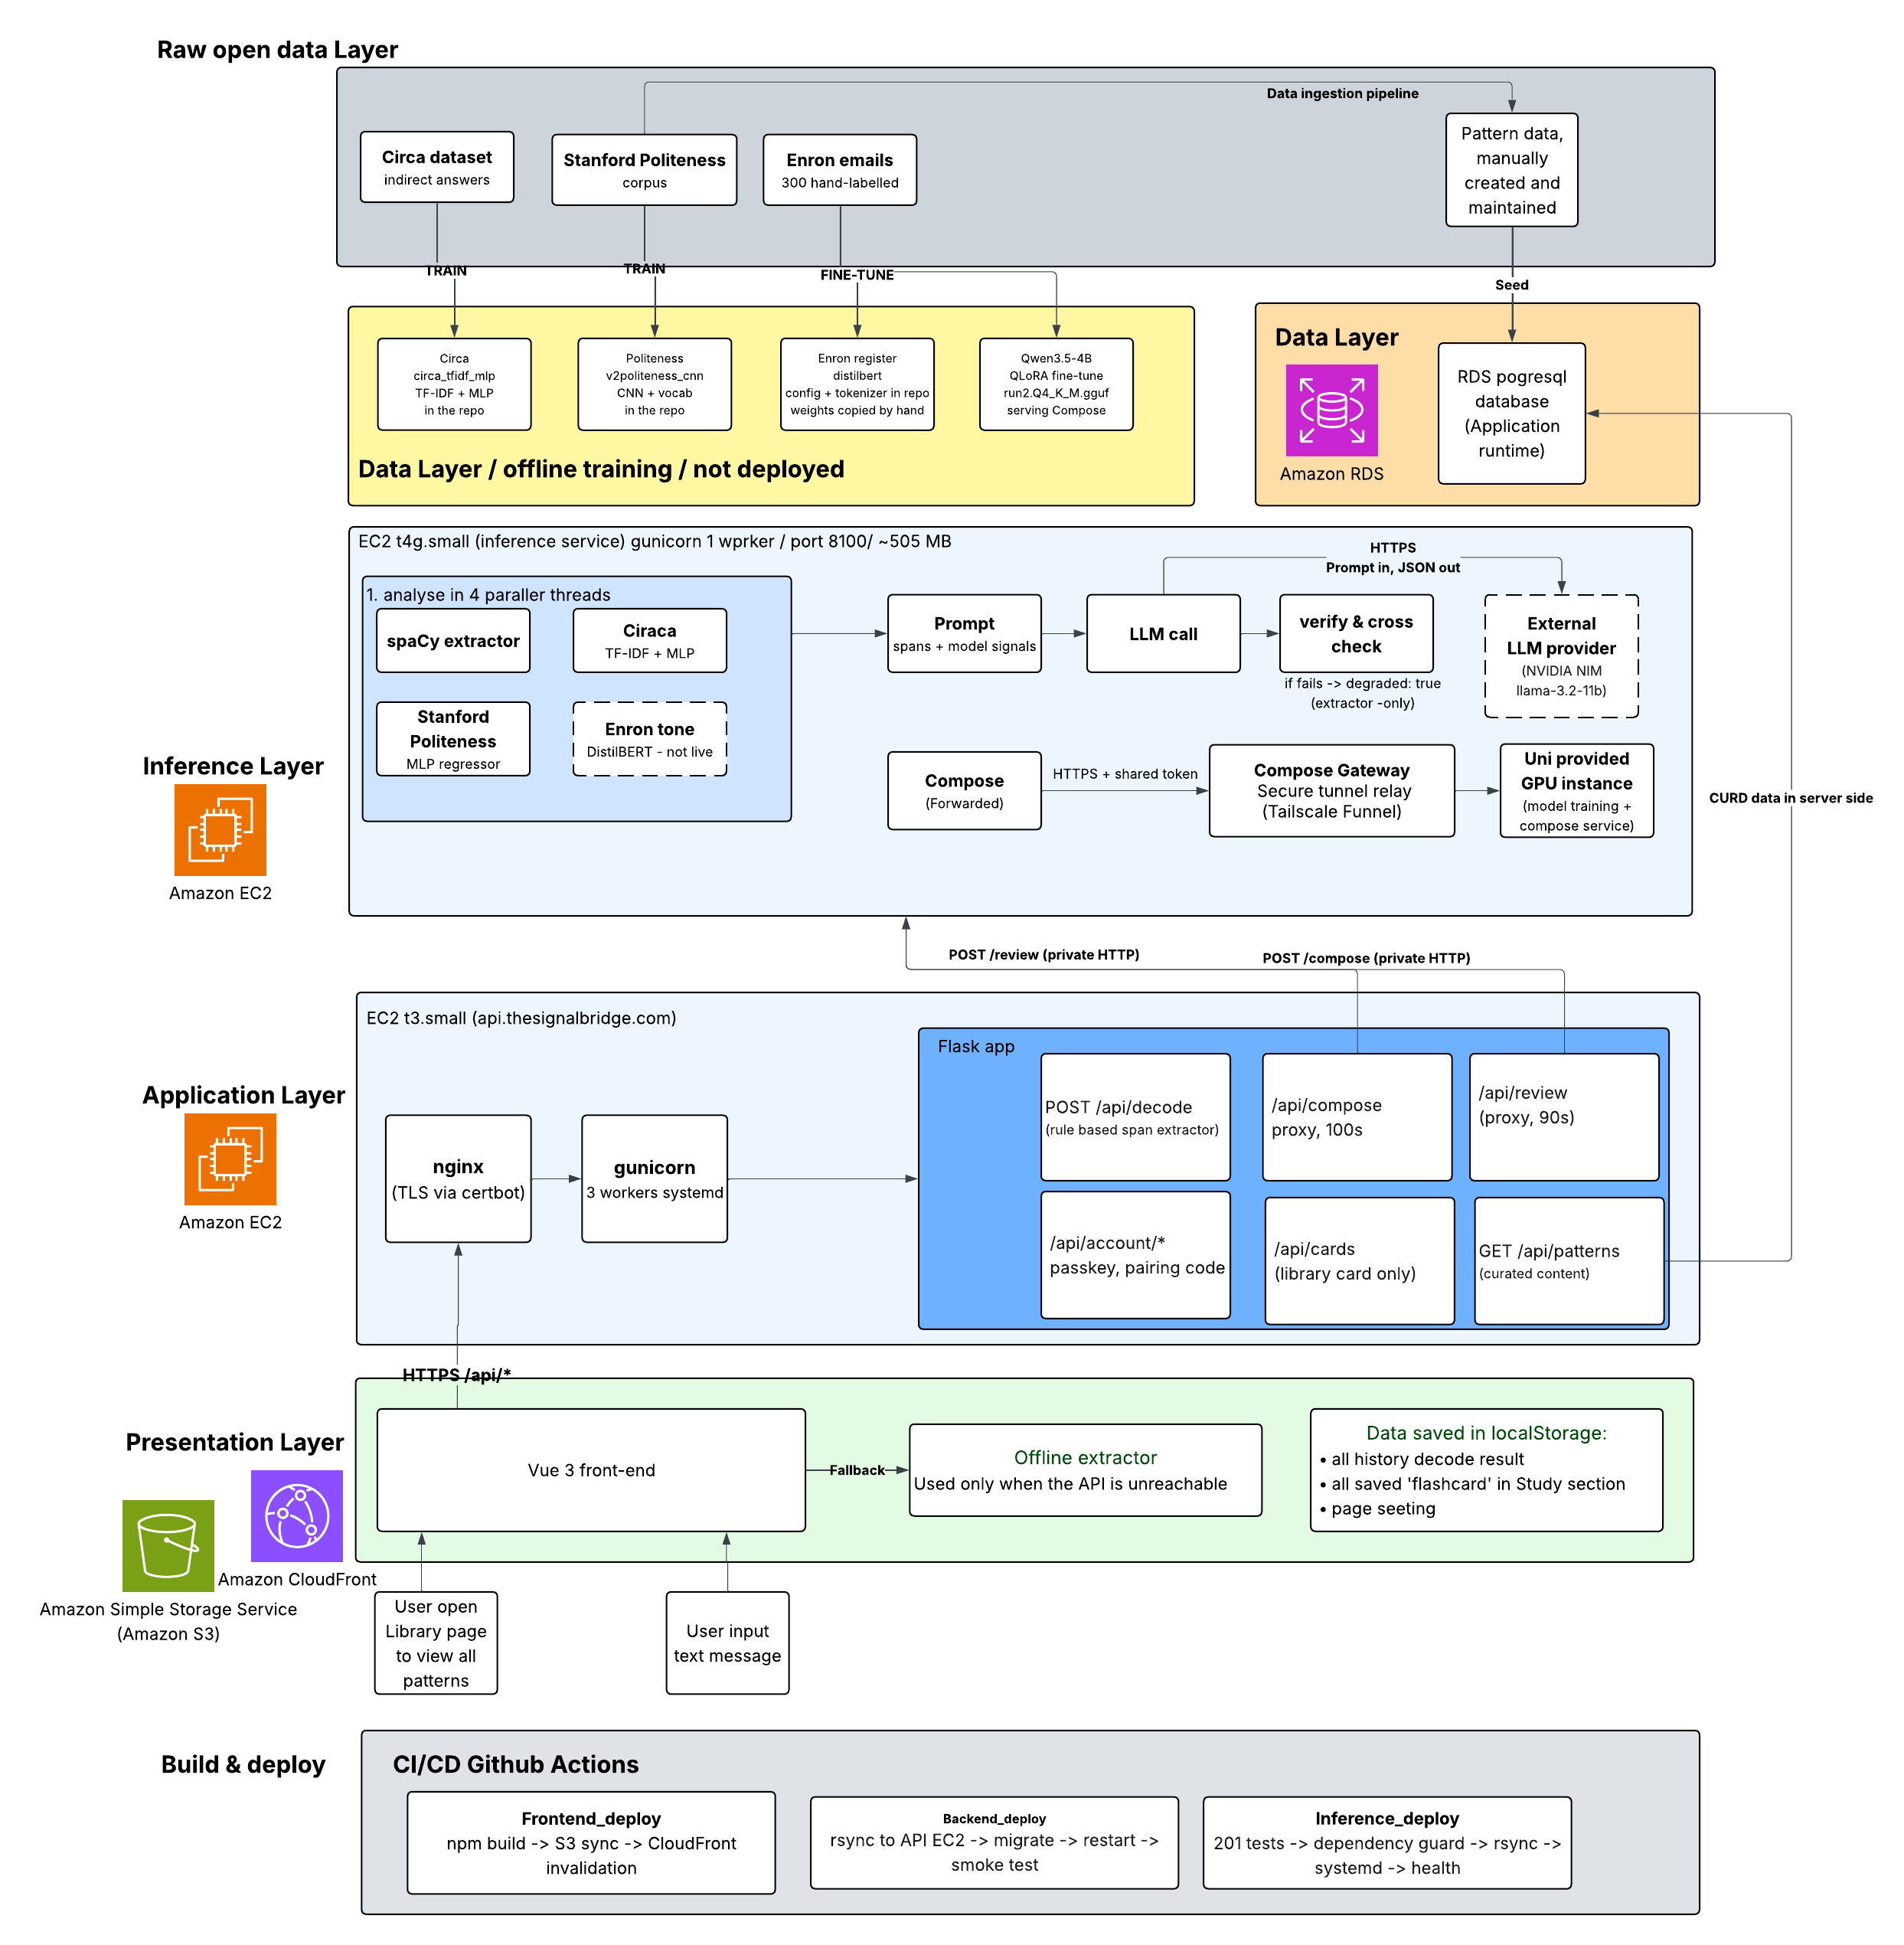 Raw open data Layer
Data ingestion pipeline
Circa dataset
indirect answers
Stanford Politeness
corpus
Enron emails
300 hand-labelled
Pattern data,
manually
created and
maintained
TRAIN
TRAIN
FINE-TUNE
Seed
Circa
circa_tfidf_mlp
TF-IDF + MLP
in the repo
Politeness
v2politeness_cnn
CNN + vocab
in the repo
Enron register
distilbert
config + tokenizer in repo
weights copied by hand
Qwen3.5-4B
QLoRA fine-tune
run2.Q4_K_M.gguf
serving Compose
Data Layer / offline training / not deployed
Data Layer
Amazon RDS
RDS pogresql
database
(Application
runtime)
EC2 t4g.small (inference service) gunicorn 1 wprker / port 8100/ ~505 MB
1. analyse in 4 paraller threads
spaCy extractor
Ciraca
TF-IDF + MLP
Stanford
Politeness
MLP regressor
Enron tone
DistilBERT - not live
Prompt
spans + model signals
LLM call
verify & cross
check
if fails -> degraded: true
(extractor -only)
HTTPS
Prompt in, JSON out
External
LLM provider
(NVIDIA NIM
llama-3.2-11b)
Compose
(Forwarded)
HTTPS + shared token
Compose Gateway
Secure tunnel relay
(Tailscale Funnel)
Uni provided
GPU instance
(model training +
compose service)
Inference Layer
Amazon EC2
CURD data in server side
POST /review (private HTTP)
POST /compose (private HTTP)
EC2 t3.small (api.thesignalbridge.com)
Application Layer
Amazon EC2
nginx
(TLS via certbot)
gunicorn
3 workers systemd
Flask app
POST /api/decode
(rule based span extractor)
/api/compose
proxy, 100s
/api/review
(proxy, 90s)
/api/account/*
passkey, pairing code
/api/cards
(library card only)
GET /api/patterns
(curated content)
HTTPS /api/*
Presentation Layer
Amazon CloudFront
Amazon Simple Storage Service
(Amazon S3)
Vue 3 front-end
Fallback
Offline extractor
Used only when the API is unreachable
Data saved in localStorage:
• all history decode result
• all saved 'flashcard' in Study section
• page seeting
User open
Library page
to view all
patterns
User input
text message
Build & deploy
CI/CD Github Actions
Frontend_deploy
npm build -> S3 sync -> CloudFront
invalidation
Backend_deploy
rsync to API EC2 -> migrate -> restart ->
smoke test
Inference_deploy
201 tests -> dependency guard -> rsync ->
systemd -> health